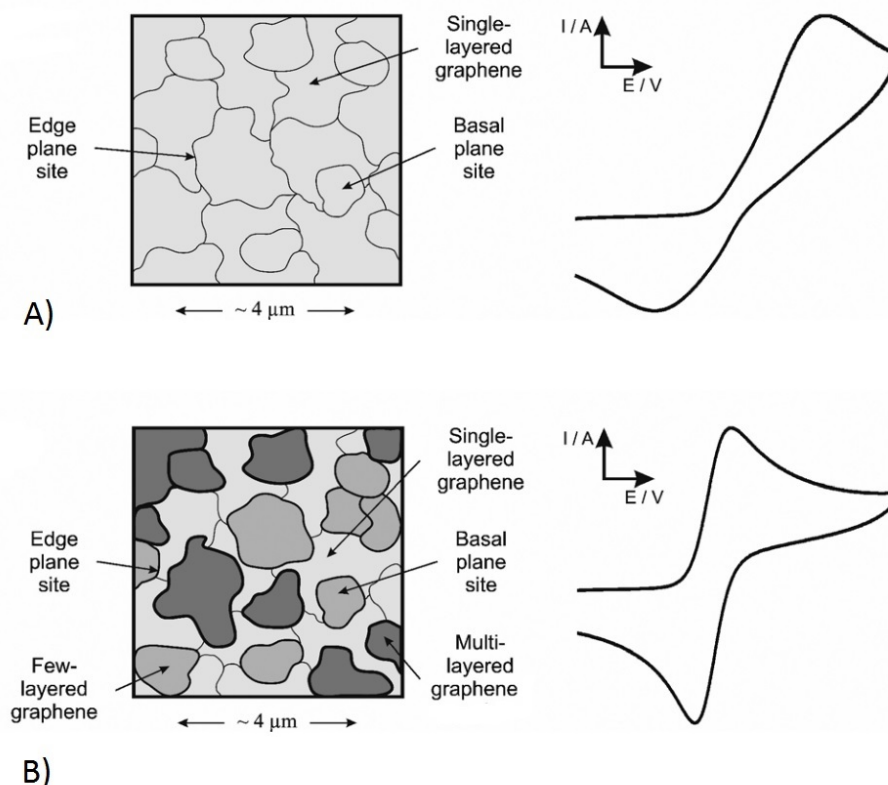 Single-
layered
graphene
Edge
plane
site
Basal
plane
site
~ 4 μm
I / A
E / V
A)
Single-
layered
graphene
Edge
plane
site
Basal
plane
site
Few-
layered
graphene
Multi-
layered
graphene
~ 4 μm
I / A
E / V
B)